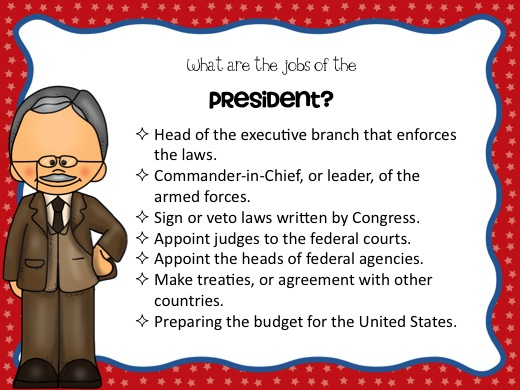 What are the jobs of the
PRESIDENT?
✧ Head of the executive branch that enforces
the laws.
✧ Commander-in-Chief, or leader, of the
armed forces.
✧ Sign or veto laws written by Congress.
✧ Appoint judges to the federal courts.
✧ Appoint the heads of federal agencies.
✧ Make treaties, or agreement with other
countries.
✧ Preparing the budget for the United States.